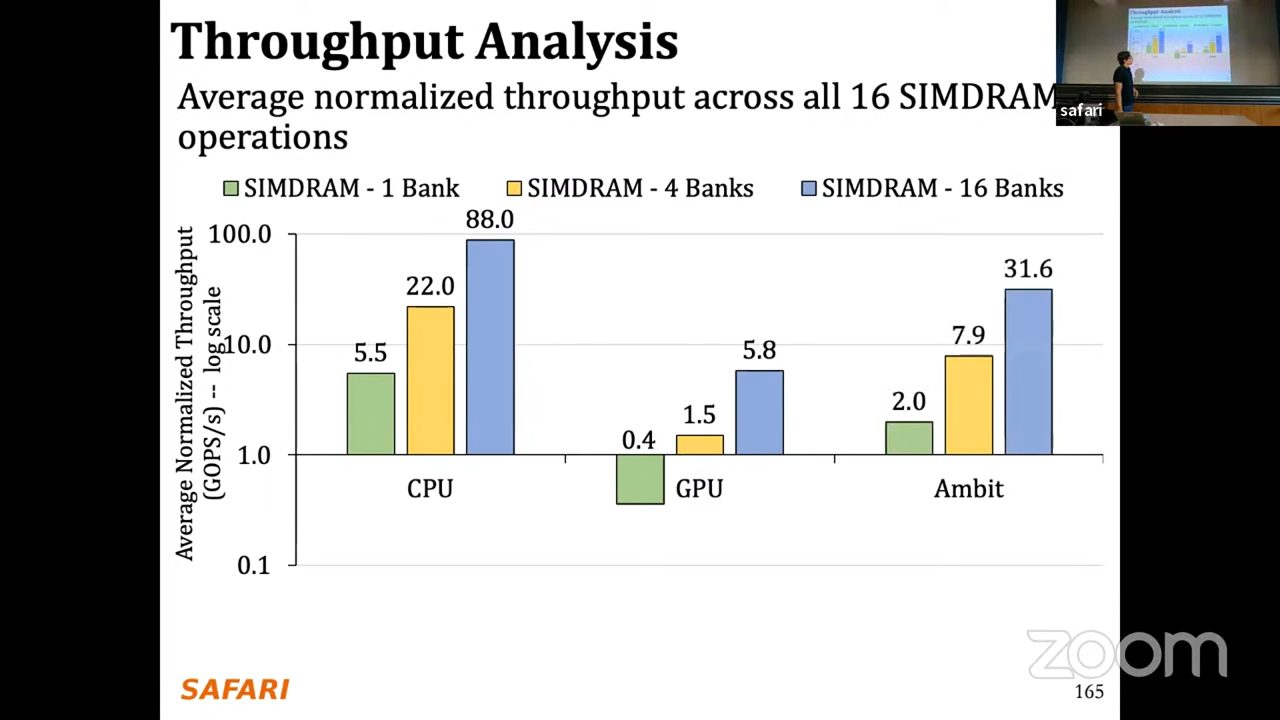 Throughput Analysis
Average normalized throughput across all 16 SIMDRAM
operations
safari
SIMDRAM - 1 Bank
SIMDRAM - 4 Banks
SIMDRAM - 16 Banks
Average Normalized Throughput
(GOPS/s) -- log scale
100.0
10.0
1.0
0.1
5.5
22.0
88.0
0.4
1.5
5.8
2.0
7.9
31.6
CPU
GPU
Ambit
zoom
SAFARI
165